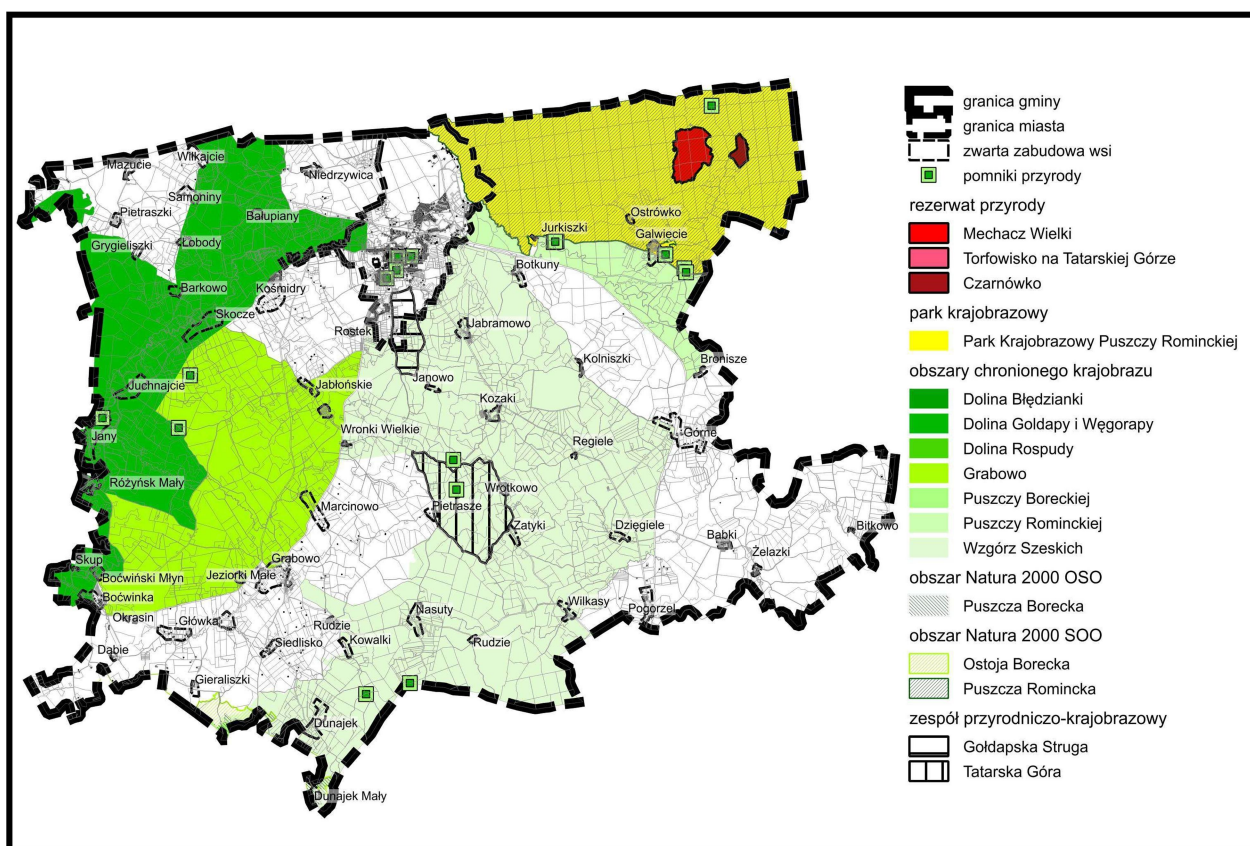 Mazucie
Wiłkajcie
Niedrzywica
Samoniny
Pietraszki
Bałupiany
Grygieliszki
Łobody
Barkowo
Kośmidry
Skocze
Rostek
Jurkiszki
Ostrówko
Galwiecie
Botkuny
Jabramowo
Kolniszki
Bronisze
Juchnajcie
Jabłońskie
Janowo
Kozaki
Jany
Wronki Wielkie
Regiele
Górne
Różyńsk Mały
Marcinowo
Pietrasze
Wrotkowo
Zatyki
Dzięgiele
Babki
Bitkowo
Żelazki
Skup
Boćwiński Młyn
Boćwinka
Jeziorki Małe
Grabowo
Okrasin
Główka
Rudzie
Nasuty
Wilkasy
Pogorzel
Dąbie
Siedlisko
Kowalki
Rudzie
Gieraliszki
Dunajek
Dunajek Mały
granica gminy
granica miasta
zwarta zabudowa wsi
pomniki przyrody
rezerwat przyrody
Mechacz Wielki
Torfowisko na Tatarskiej Górze
Czarnówko
park krajobrazowy
Park Krajobrazowy Puszczy Rominckiej
obszary chronionego krajobrazu
Dolina Błędzianki
Dolina Gołdapy i Węgorapy
Dolina Rospudy
Grabowo
Puszczy Boreckiej
Puszczy Rominckiej
Wzgórz Szeskich
obszar Natura 2000 OSO
Puszcza Borecka
obszar Natura 2000 SOO
Ostoja Borecka
Puszcza Romincka
zespół przyrodniczo-krajobrazowy
Gołdapska Struga
Tatarska Góra